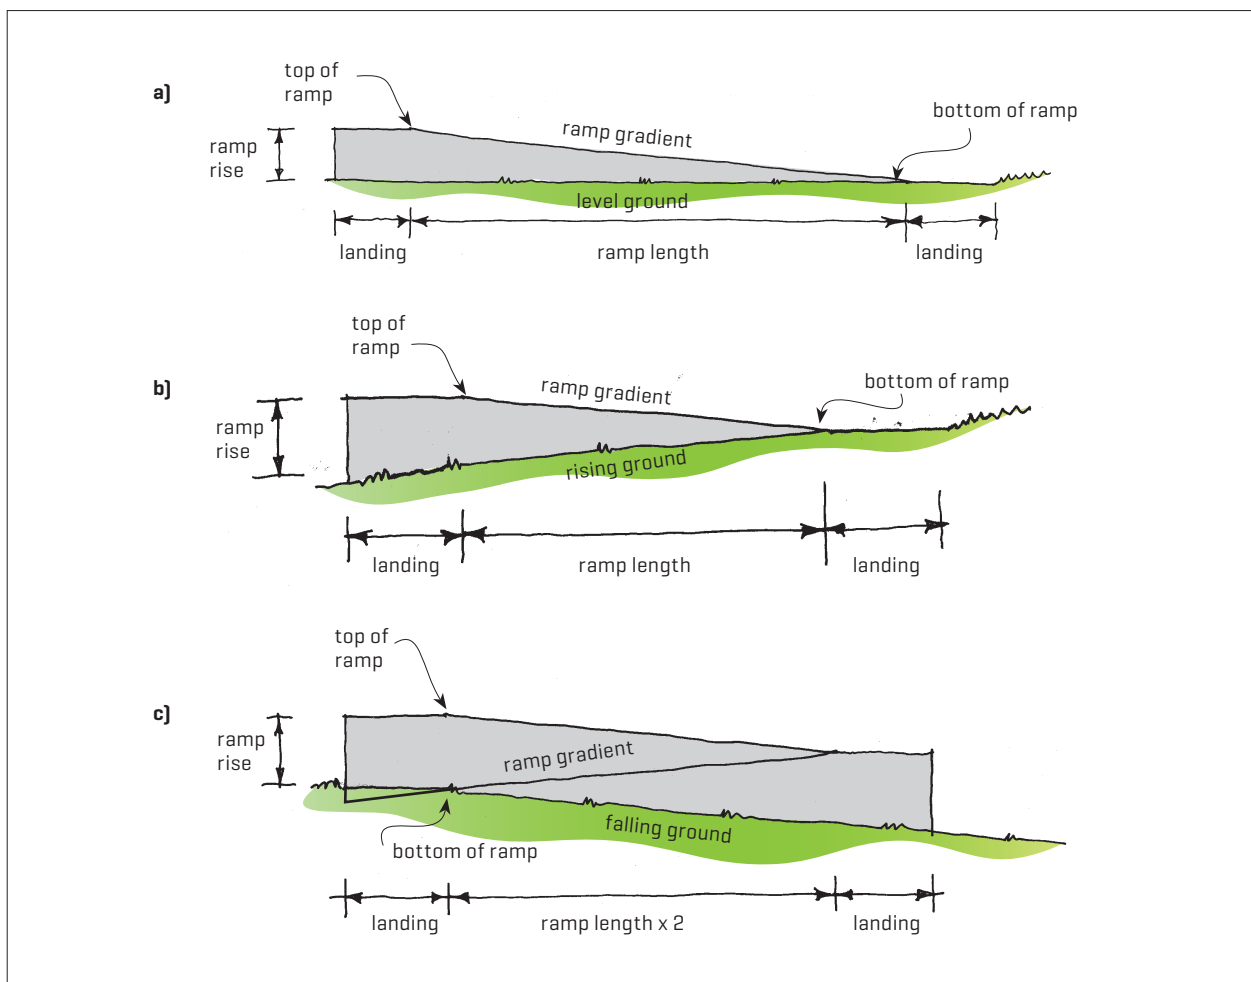 a]
top of
ramp
bottom of ramp
ramp gradient
ramp
rise
level ground
landing
ramp length
landing
b]
top of
ramp
bottom of ramp
ramp gradient
ramp
rise
rising ground
landing
ramp length
landing
c]
top of
ramp
ramp
rise
ramp gradient
falling ground
bottom of ramp
landing
ramp length x 2
landing